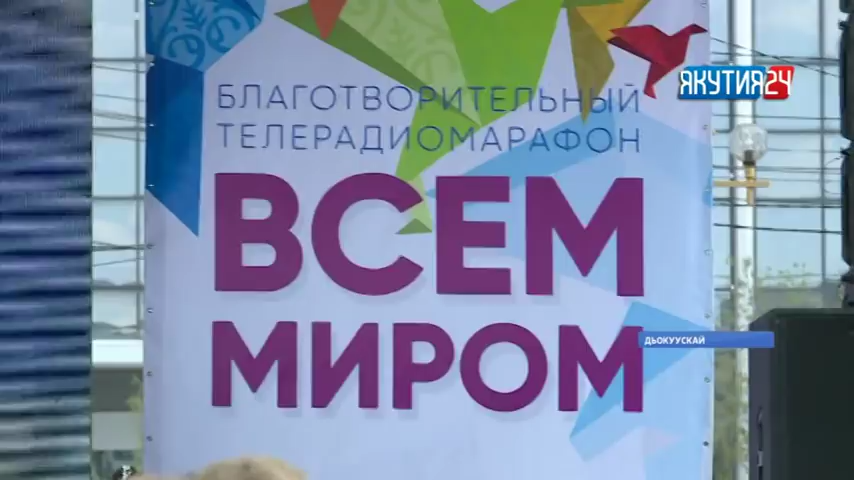 ЯКУТИЯ24
БЛАГОТВОРИТЕЛЬНЫЙ
ТЕЛЕРАДИОМАРАФОН
ВСЕМ
МИРОМ
ДЬОКУУСКАЙ